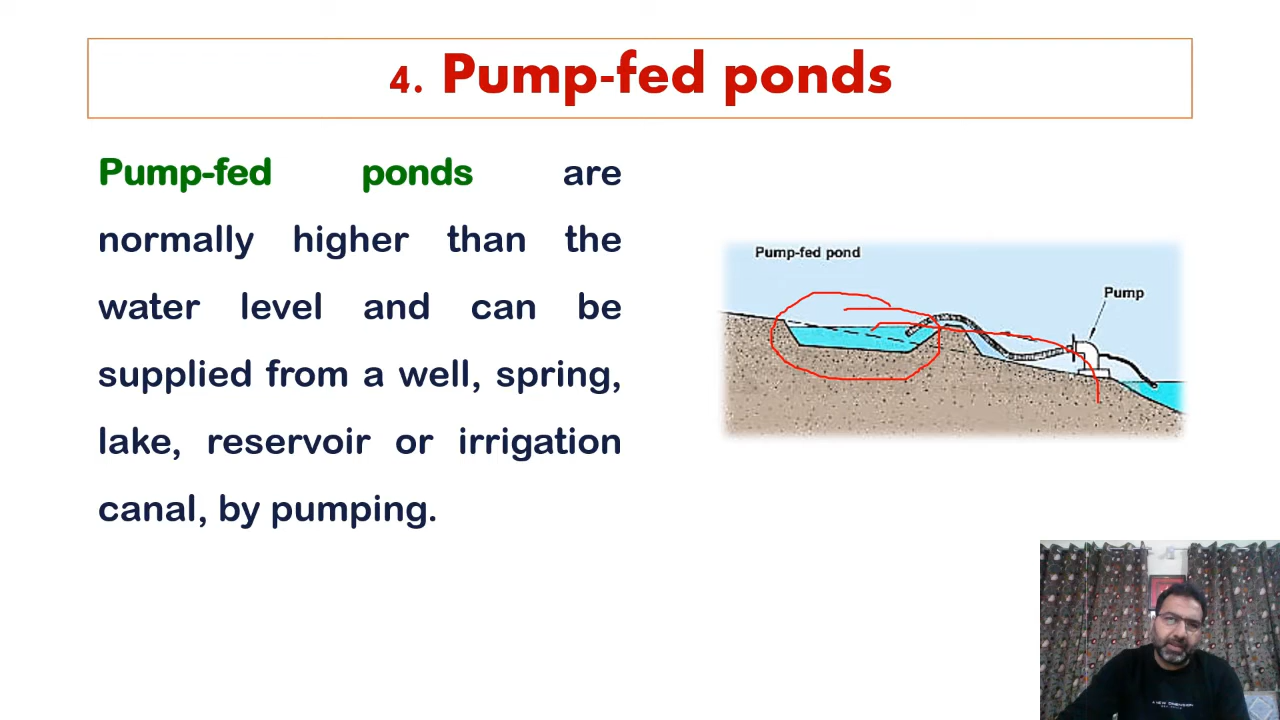 4. Pump-fed ponds
Pump-fed ponds are
normally higher than the
water level and can be
supplied from a well, spring,
lake, reservoir or irrigation
canal, by pumping.
Pump-fed pond
Pump